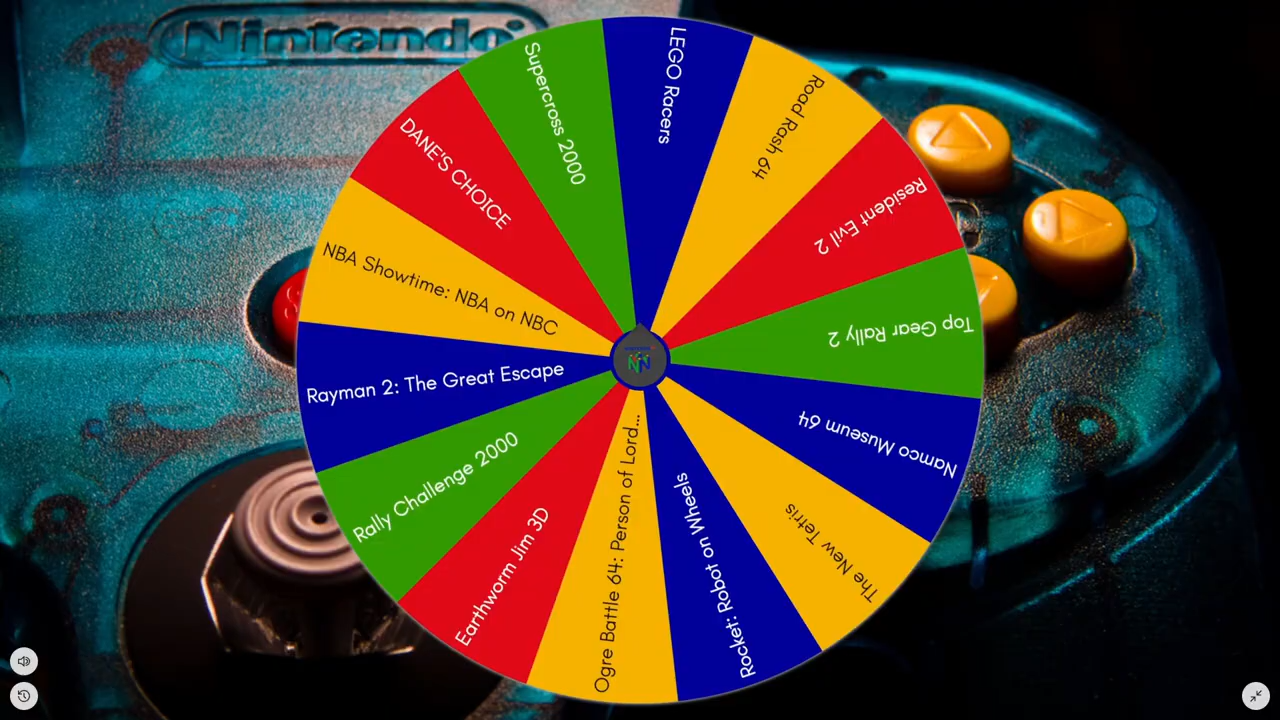 Nintendo
LEGO Racers
Road Rash 64
Resident Evil 2
Top Gear Rally 2
Namco Museum 64
The New Tetris
Rocket: Robot on Wheels
Ogre Battle 64: Person of Lord...
Earthworm Jim 3D
Rally Challenge 2000
Rayman 2: The Great Escape
NBA Showtime: NBA on NBC
DANE'S CHOICE
Supercross 2000